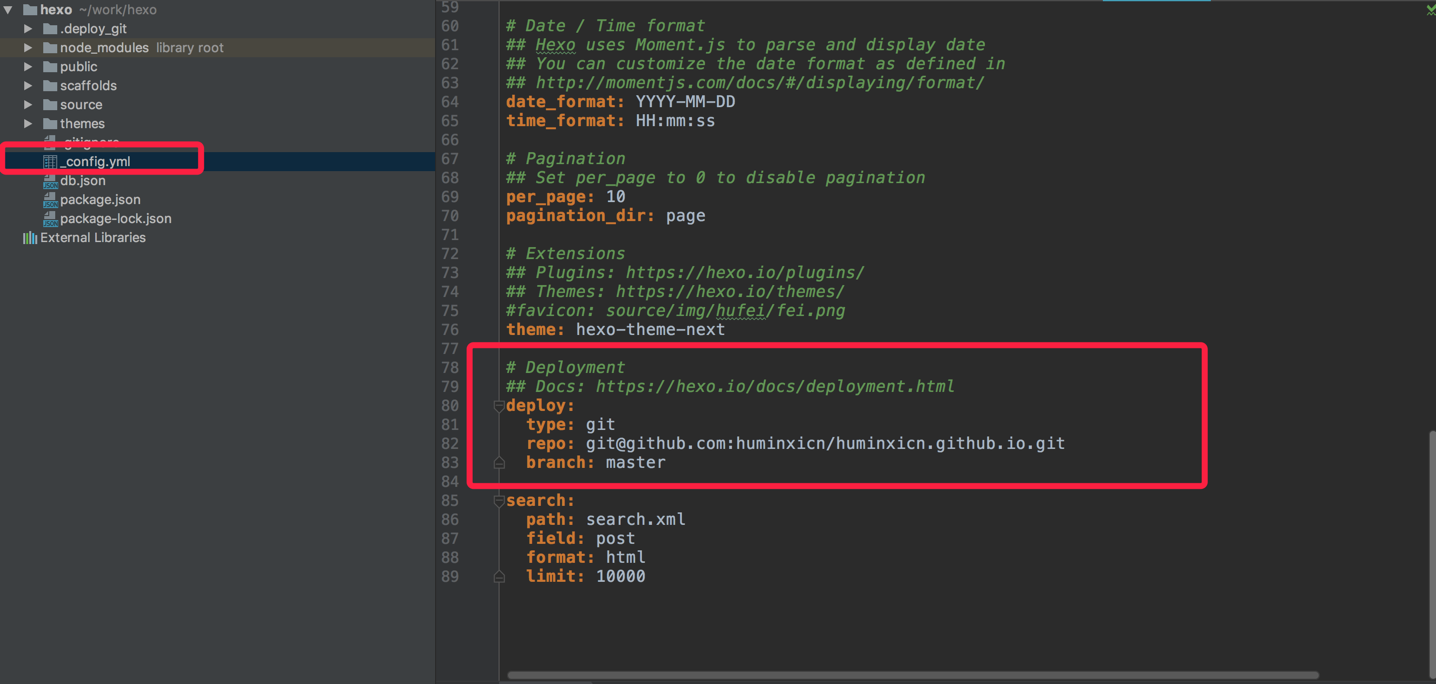 hexo ~/work/hexo
.deploy_git
node_modules library root
public
scaffolds
source
themes
.gitignore
_config.yml
db.json
package.json
package-lock.json
External Libraries
59
60 # Date / Time format
61 ## Hexo uses Moment.js to parse and display date
62 ## You can customize the date format as defined in
63 ## http://momentjs.com/docs/#/displaying/format/
64 date_format: YYYY-MM-DD
65 time_format: HH:mm:ss
66
67 # Pagination
68 ## Set per_page to 0 to disable pagination
69 per_page: 10
70 pagination_dir: page
71
72 # Extensions
73 ## Plugins: https://hexo.io/plugins/
74 ## Themes: https://hexo.io/themes/
75 #favicon: source/img/hufei/fei.png
76 theme: hexo-theme-next
77
78 # Deployment
79 ## Docs: https://hexo.io/docs/deployment.html
80 deploy:
81 type: git
82 repo: git@github.com:huminxicn/huminxicn.github.io.git
83 branch: master
84
85 search:
86 path: search.xml
87 field: post
88 format: html
89 limit: 10000